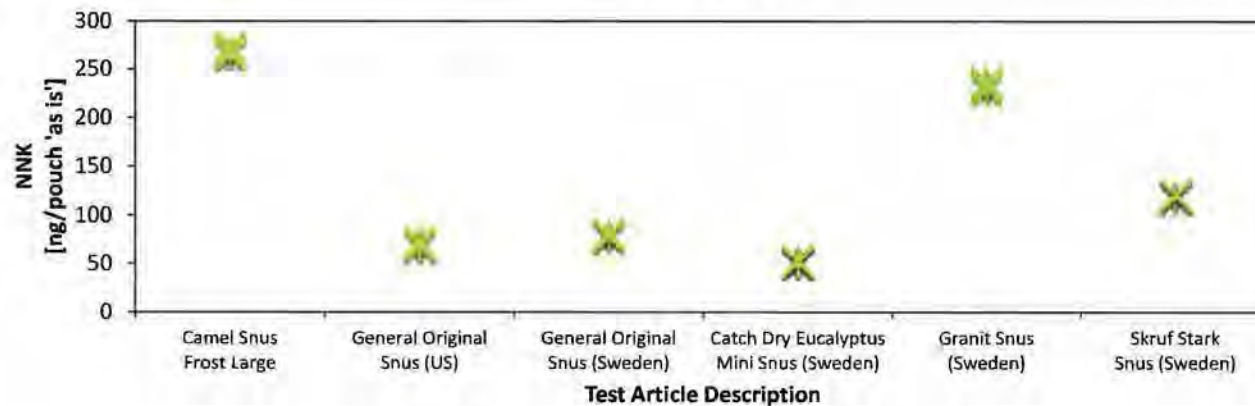 300
250
200
150
100
50
0
NNK
[ng/pouch 'as is']
Camel Snus
Frost Large
General Original
Snus (US)
General Original
Snus (Sweden)
Catch Dry Eucalyptus
Mini Snus (Sweden)
Granit Snus
(Sweden)
Skruf Stark
Snus (Sweden)
Test Article Description